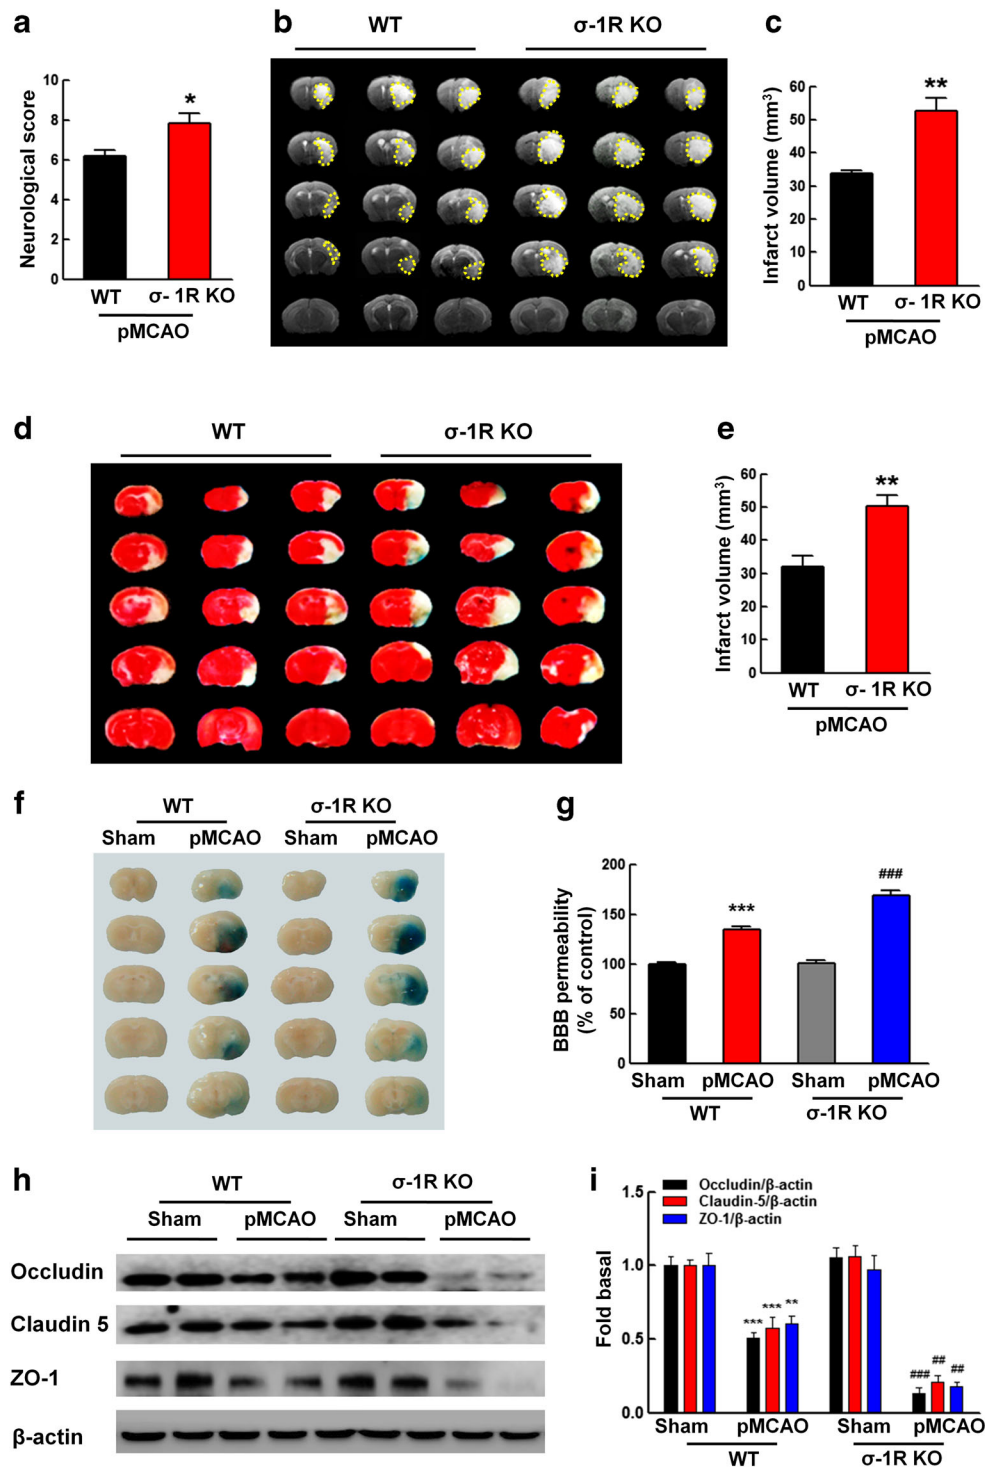 a
Neurological score
10
8
6
4
2
0
*
WT
σ- 1R KO
pMCAO
b
WT
σ-1R KO
c
Infarct volume (mm³)
60
50
40
30
20
10
0
**
WT
σ- 1R KO
pMCAO
d
WT
σ-1R KO
e
Infarct volume (mm³)
60
50
40
30
20
10
0
**
WT
σ- 1R KO
pMCAO
f
WT
σ-1R KO
Sham
pMCAO
Sham
pMCAO
g
BBB permeability
(% of control)
200
150
100
50
0
***
###
Sham
pMCAO
Sham
pMCAO
WT
σ-1R KO
h
WT
σ-1R KO
Sham
pMCAO
Sham
pMCAO
Occludin
Claudin 5
ZO-1
β-actin
i
Occludin/β-actin
Claudin-5/β-actin
ZO-1/β-actin
Fold basal
1.5
1.0
0.5
0.0
***
***
**
###
##
##
Sham
pMCAO
Sham
pMCAO
WT
σ-1R KO